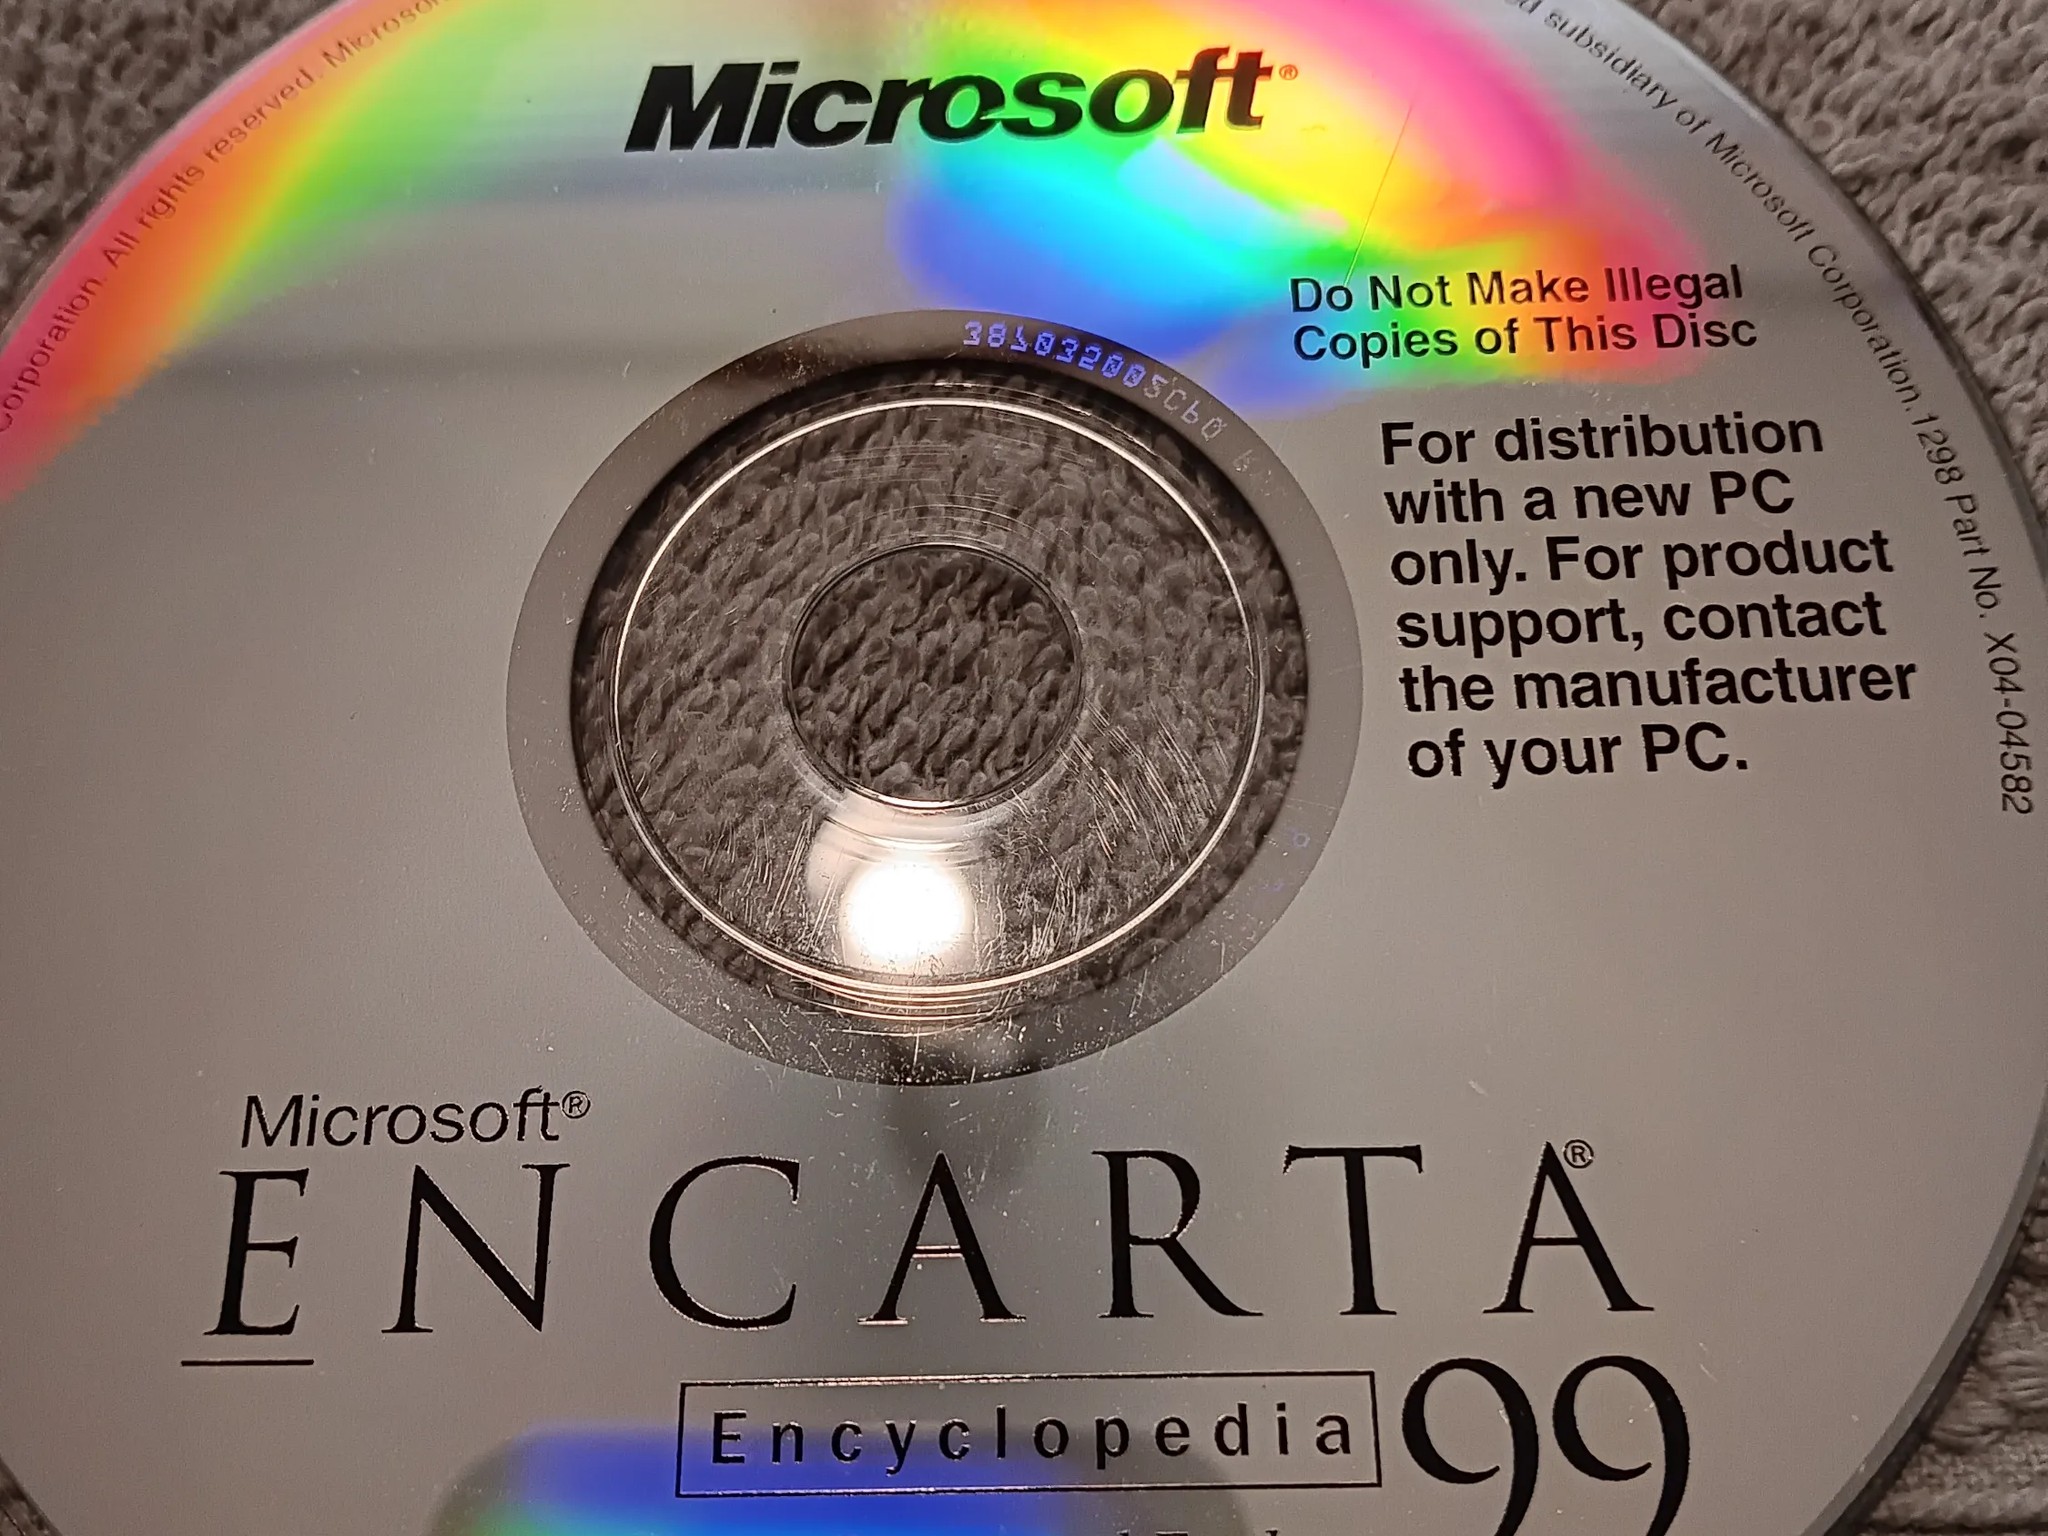 Corporation. All rights reserved. Microsoft
subsidiary of Microsoft Corporation. 1298 Part No. X04-04582
Microsoft®
Do Not Make Illegal
Copies of This Disc
For distribution
with a new PC
only. For product
support, contact
the manufacturer
of your PC.
Microsoft®
ENCARTA®
Encyclopedia 99